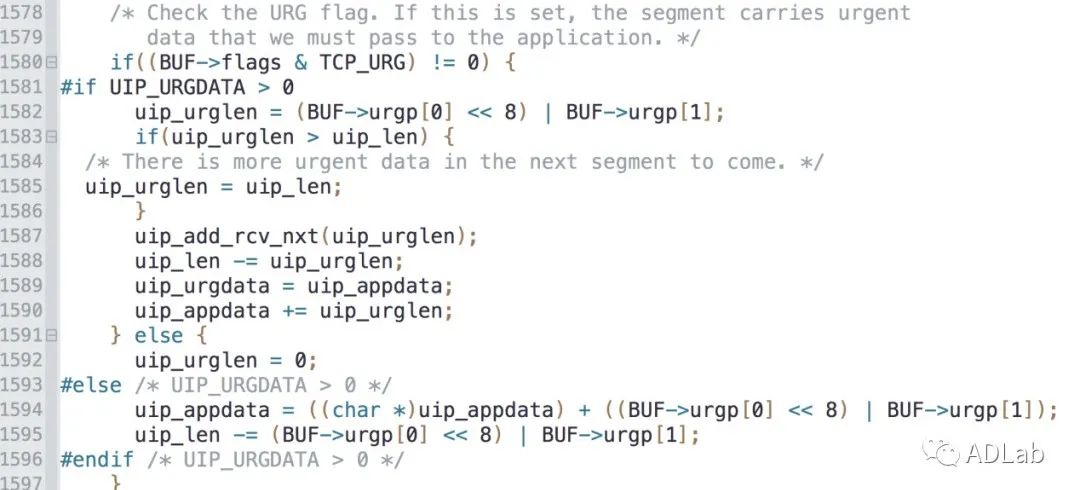 1578     /* Check the URG flag. If this is set, the segment carries urgent
1579        data that we must pass to the application. */
1580     if((BUF->flags & TCP_URG) != 0) {
1581 #if UIP_URGDATA > 0
1582       uip_urglen = (BUF->urgp[0] << 8) | BUF->urgp[1];
1583       if(uip_urglen > uip_len) {
1584   /* There is more urgent data in the next segment to come. */
1585   uip_urglen = uip_len;
1586       }
1587       uip_add_rcv_nxt(uip_urglen);
1588       uip_len -= uip_urglen;
1589       uip_urgdata = uip_appdata;
1590       uip_appdata += uip_urglen;
1591     } else {
1592       uip_urglen = 0;
1593 #else /* UIP_URGDATA > 0 */
1594       uip_appdata = ((char *)uip_appdata) + ((BUF->urgp[0] << 8) | BUF->urgp[1]);
1595       uip_len -= (BUF->urgp[0] << 8) | BUF->urgp[1];
1596 #endif /* UIP_URGDATA > 0 */
1597     }
ADLab